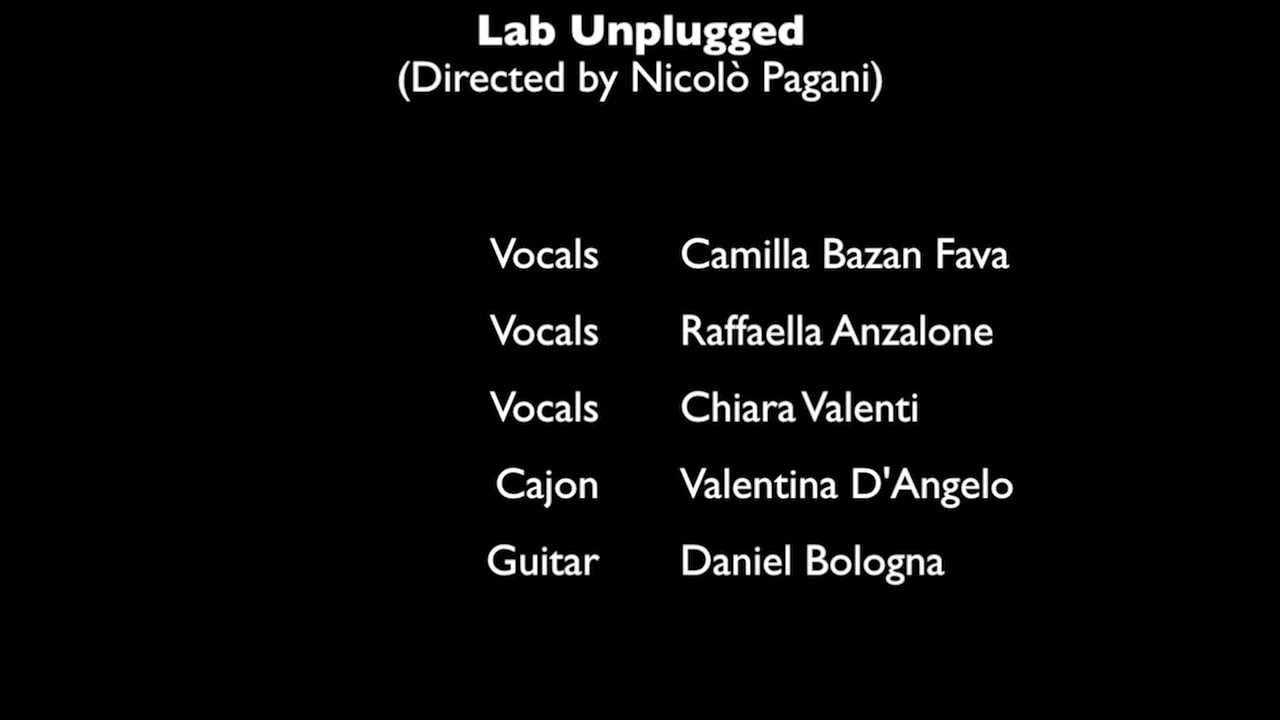 Lab Unplugged
(Directed by Nicolò Pagani)
Vocals Camilla Bazan Fava
Vocals Raffaella Anzalone
Vocals Chiara Valenti
Cajon Valentina D'Angelo
Guitar Daniel Bologna